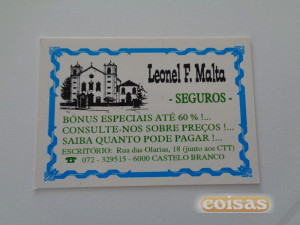 Leonel F. Malta
- SEGUROS -
BÓNUS ESPECIAIS ATÉ 60 % !...
CONSULTE-NOS SOBRE PREÇOS !...
SAIBA QUANTO PODE PAGAR !...
ESCRITÓRIO: Rua das Olarias, 18 (junto aos CTT)
☎ 072 - 329515 - 6000 CASTELO BRANCO
coisas